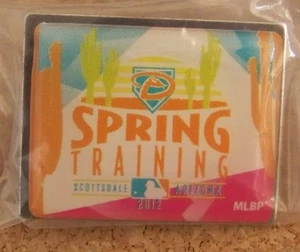 SPRING
TRAINING
SCOTTSDALE ARIZONA
2012
MLBP